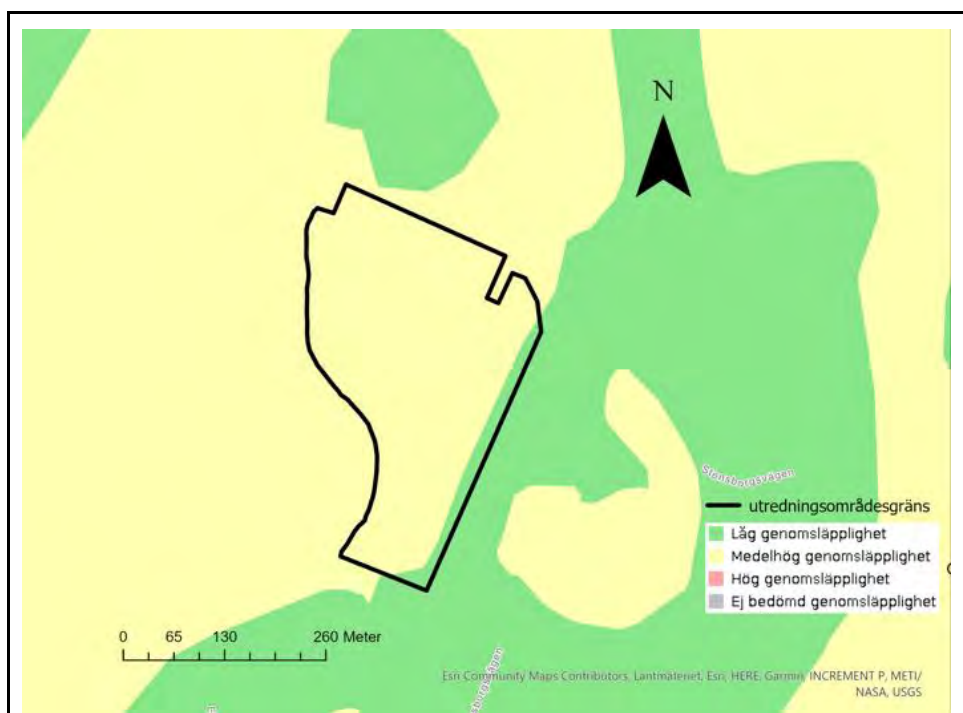 N
Stensborgsvägen
utredningsområdesgräns
Låg genomsläpplighet
Medelhög genomsläpplighet
Hög genomsläpplighet
Ej bedömd genomsläpplighet
0 65 130 260 Meter
Esri Community Maps Contributors, Lantmäteriet, Esri, HERE, Garmin, INCREMENT P, METI/
NASA, USGS